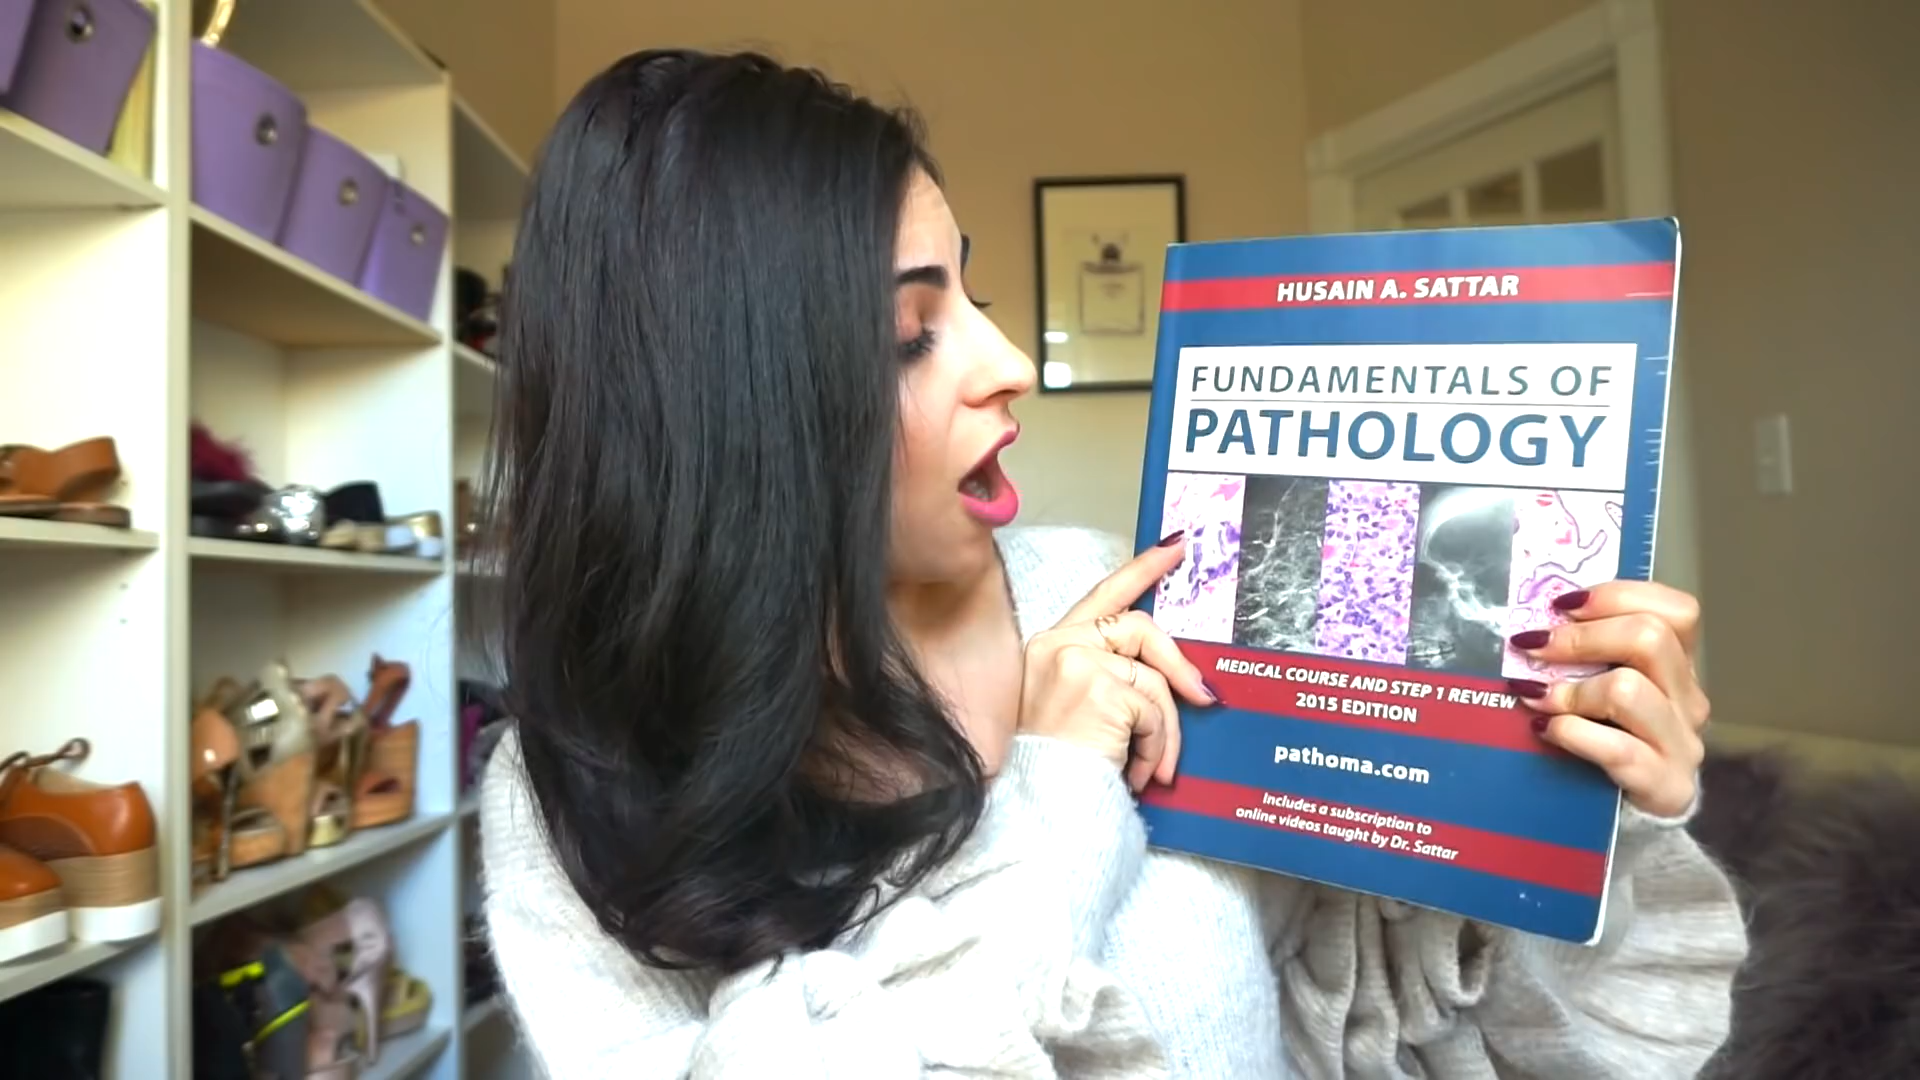 HUSAIN A. SATTAR
FUNDAMENTALS OF
PATHOLOGY
MEDICAL COURSE AND STEP 1 REVIEW
2015 EDITION
pathoma.com
Includes a subscription to
online videos taught by Dr. Sattar